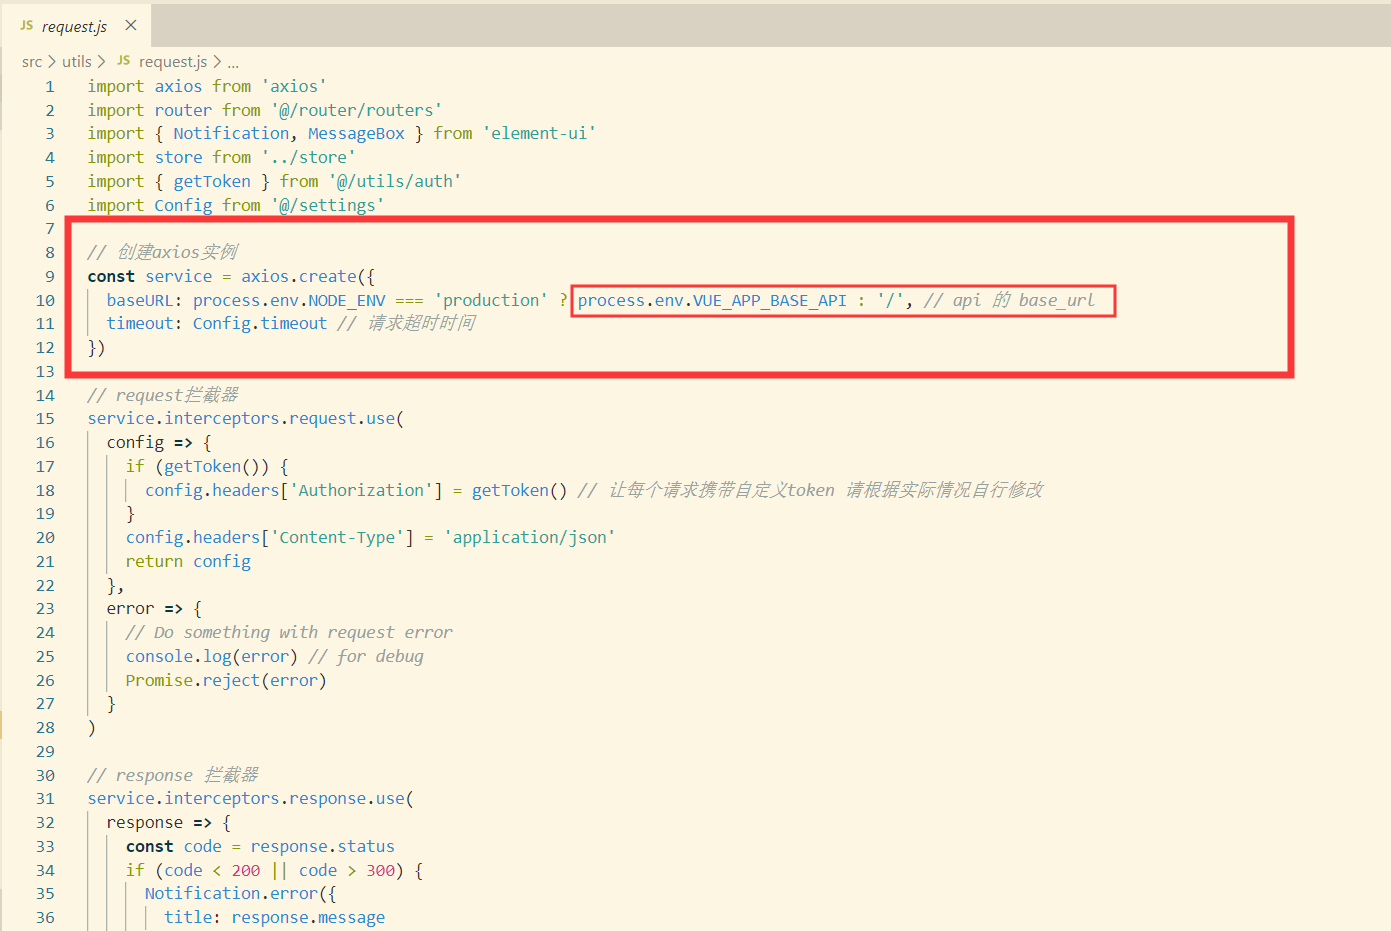 JS request.js ×
src > utils > JS request.js > ...
1 import axios from 'axios'
2 import router from '@/router/routers'
3 import { Notification, MessageBox } from 'element-ui'
4 import store from '../store'
5 import { getToken } from '@/utils/auth'
6 import Config from '@/settings'
7
8 // 创建axios实例
9 const service = axios.create({
10 baseURL: process.env.NODE_ENV === 'production' ? process.env.VUE_APP_BASE_API : '/', // api 的 base_url
11 timeout: Config.timeout // 请求超时时间
12 })
13
14 // request拦截器
15 service.interceptors.request.use(
16 config => {
17 if (getToken()) {
18 config.headers['Authorization'] = getToken() // 让每个请求携带自定义token 请根据实际情况自行修改
19 }
20 config.headers['Content-Type'] = 'application/json'
21 return config
22 },
23 error => {
24 // Do something with request error
25 console.log(error) // for debug
26 Promise.reject(error)
27 }
28 )
29
30 // response 拦截器
31 service.interceptors.response.use(
32 response => {
33 const code = response.status
34 if (code < 200 || code > 300) {
35 Notification.error({
36 title: response.message